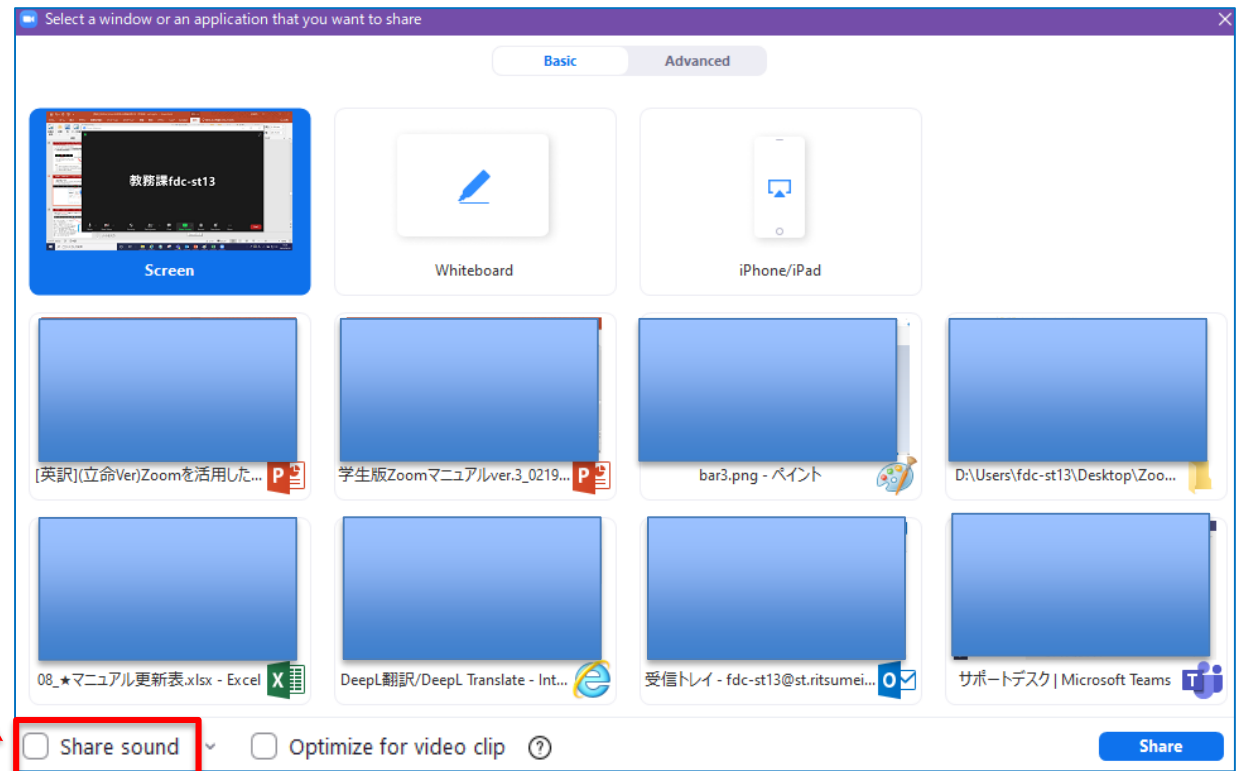 Select a window or an application that you want to share
Basic
Advanced
教務課fdc-st13
Screen
Whiteboard
iPhone/iPad
[英訳](立命Ver)Zoomを活用した...
学生版Zoomマニュアルver.3_0219...
bar3.png - ペイント
D:\Users\fdc-st13\Desktop\Zoo...
08_★マニュアル更新表.xlsx - Excel
DeepL翻訳/DeepL Translate - Int...
受信トレイ - fdc-st13@st.ritsumei...
サポートデスク | Microsoft Teams
Share sound
Optimize for video clip
Share